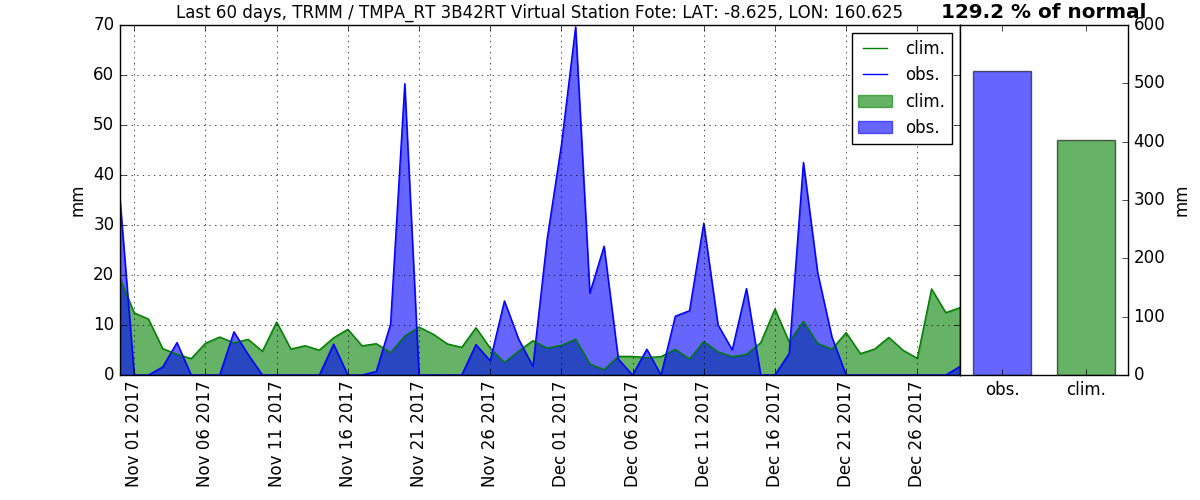 Last 60 days, TRMM / TMPA_RT 3B42RT Virtual Station Fote: LAT: -8.625, LON: 160.625
129.2 % of normal
70
60
50
40
30
20
10
0
mm
clim.
obs.
clim.
obs.
600
500
400
300
200
100
0
mm
obs.
clim.
Nov 01 2017
Nov 06 2017
Nov 11 2017
Nov 16 2017
Nov 21 2017
Nov 26 2017
Dec 01 2017
Dec 06 2017
Dec 11 2017
Dec 16 2017
Dec 21 2017
Dec 26 2017